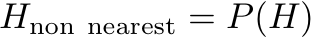 H_{\text{non nearest}} = P(H)